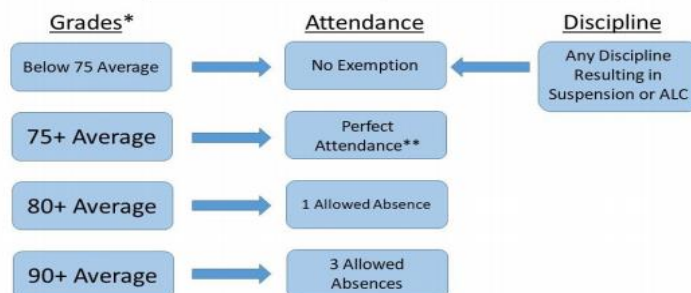 Grades*
Attendance
Discipline
Below 75 Average
No Exemption
Any Discipline
Resulting in
Suspension or ALC
75+ Average
Perfect
Attendance**
80+ Average
1 Allowed Absence
90+ Average
3 Allowed
Absences